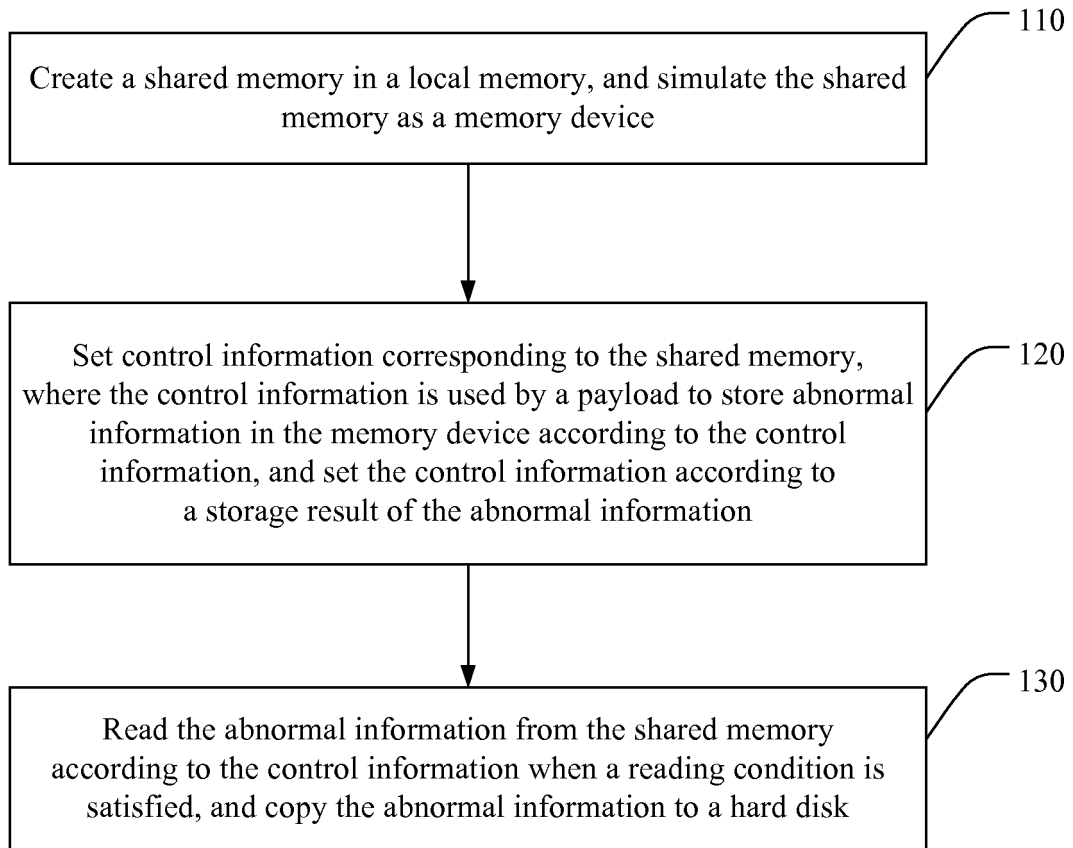 110
Create a shared memory in a local memory, and simulate the shared
memory as a memory device
120
Set control information corresponding to the shared memory,
where the control information is used by a payload to store abnormal
information in the memory device according to the control
information, and set the control information according to
a storage result of the abnormal information
130
Read the abnormal information from the shared memory
according to the control information when a reading condition is
satisfied, and copy the abnormal information to a hard disk